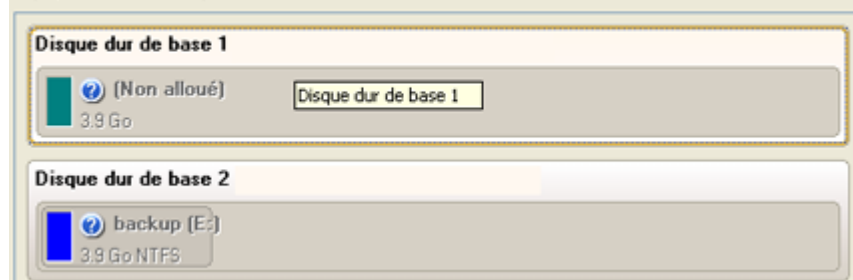 Disque dur de base 1
(Non alloué)
Disque dur de base 1
3.9 Go
Disque dur de base 2
backup (E:)
3.9 Go NTFS